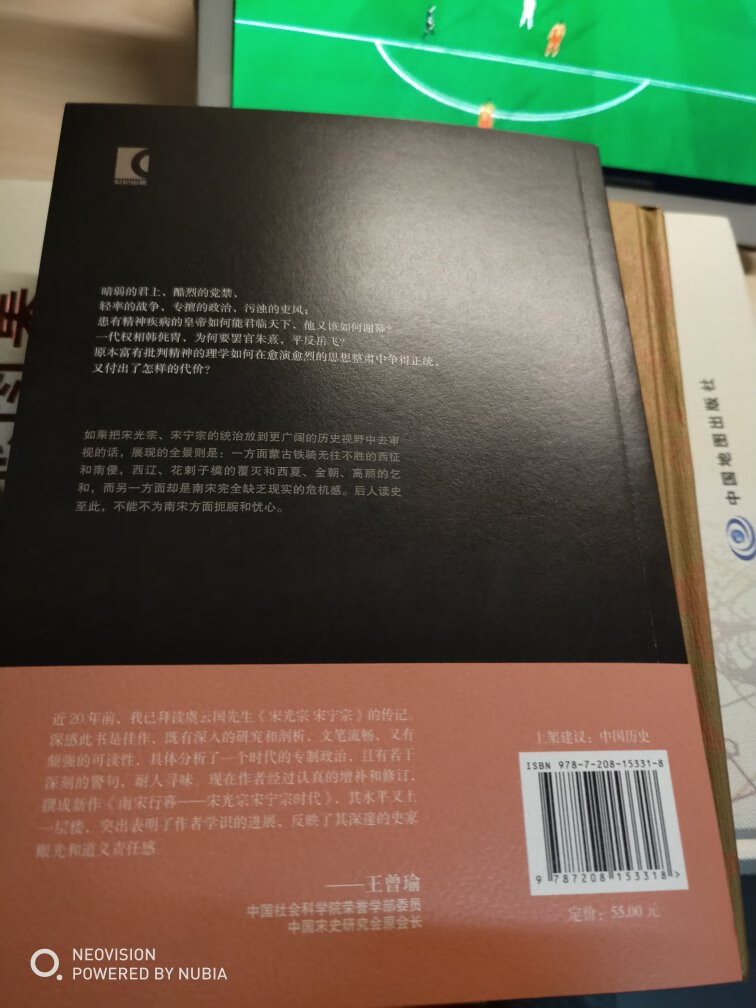 世纪出版
暗弱的君上、酷烈的党禁、
轻率的战争、专擅的政治、污浊的吏风；
患有精神疾病的皇帝如何能君临天下，他又该如何谢幕？
一代权相韩侂胄，为何要罢官朱熹，平反岳飞？
原本富有批判精神的理学如何在愈演愈烈的思想整肃中争得正统，
又付出了怎样的代价？
如果把宋光宗、宋宁宗的统治放到更广阔的历史视野中去审
视的话，展现的全景则是：一方面蒙古铁骑无往不胜的西征
和南侵，西辽、花剌子模的覆灭和西夏、金朝、高丽的乞
和，而另一方面却是南宋完全缺乏现实的危机感。后人读史
至此，不能不为南宋方面扼腕和忧心。
近20年前，我已拜读虞云国先生《宋光宗 宋宁宗》的传记。
深感此书是佳作，既有深入的研究和剖析，文笔流畅，又有
颇强的可读性，具体分析了一个时代的专制政治，且有若干
深刻的警句，耐人寻味。现在作者经过认真的增补和修订，
撰成新作《南宋行暮——宋光宗宋宁宗时代》，其水平又上
一层楼，突出表明了作者学识的进展，反映了其深邃的史家
眼光和道义责任感。
——王曾瑜
中国社会科学院荣誉学部委员
中国宋史研究会原会长
上架建议：中国历史
ISBN 978-7-208-15331-8
9 787208 153318 >
定价：55.00 元
中国地图出版社
NEOVISION
POWERED BY NUBIA